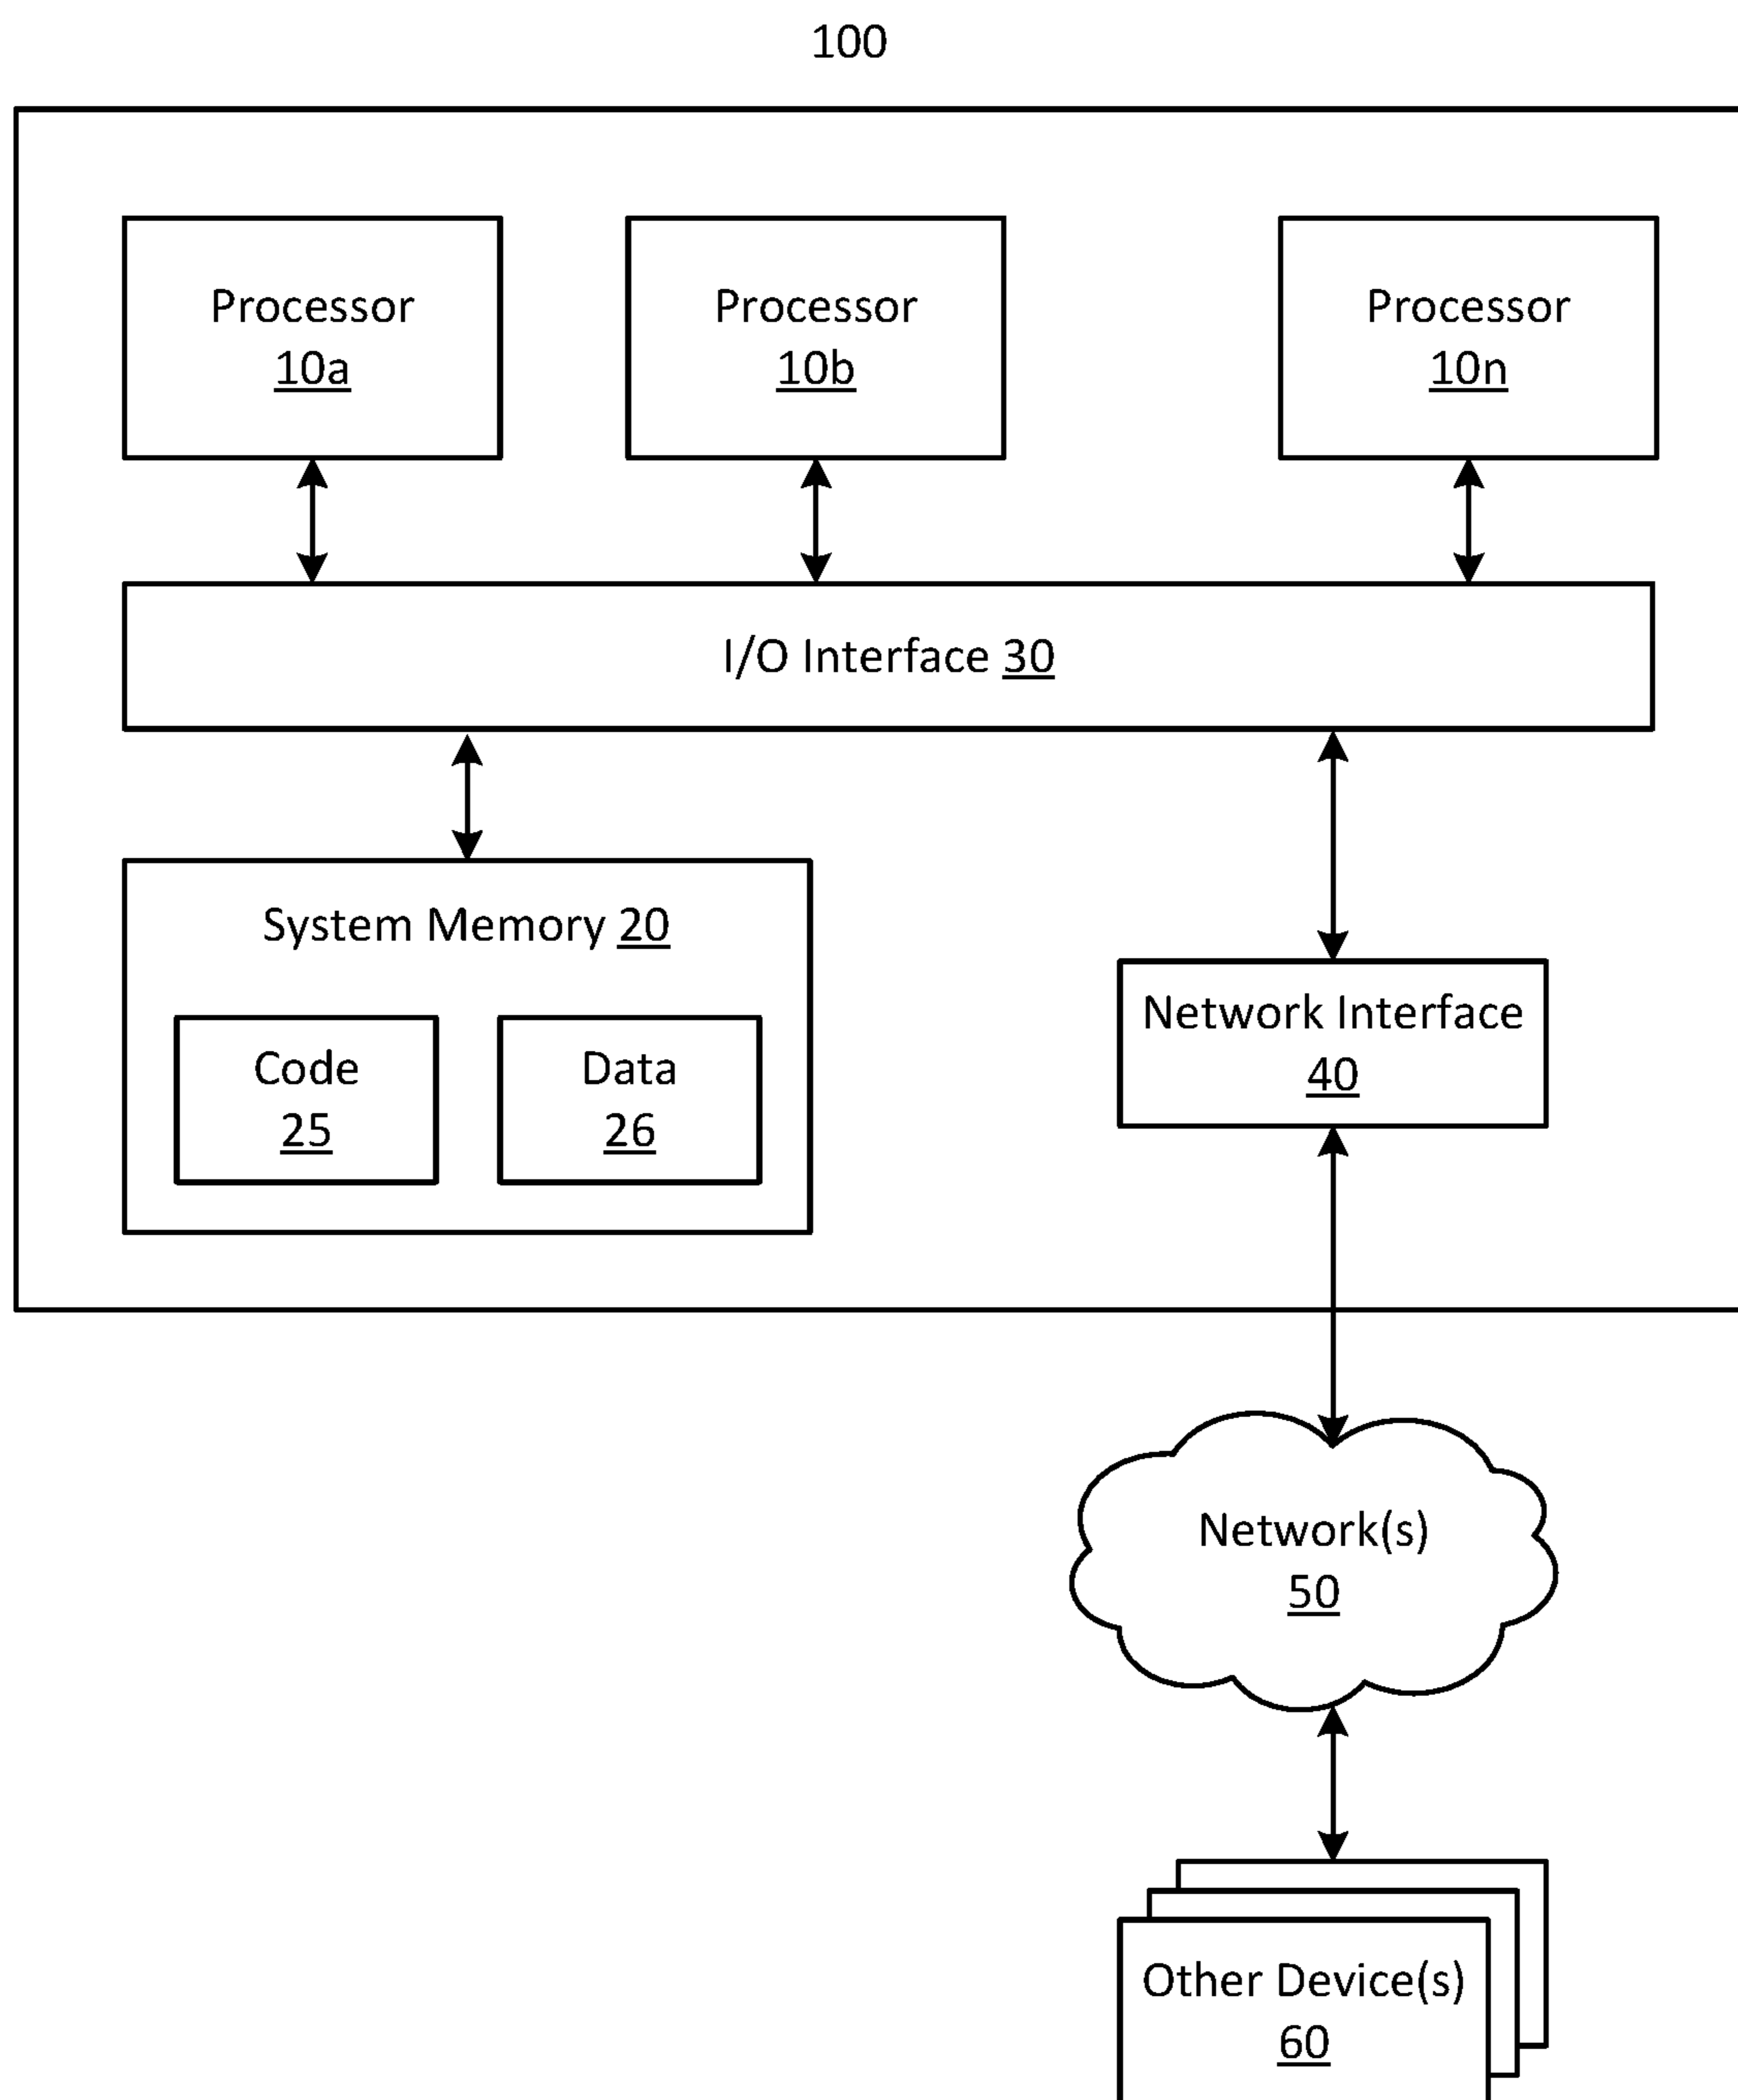 100
Processor
10a
Processor
10b
Processor
10n
I/O Interface 30
System Memory 20
Code
25
Data
26
Network Interface
40
Network(s)
50
Other Device(s)
60